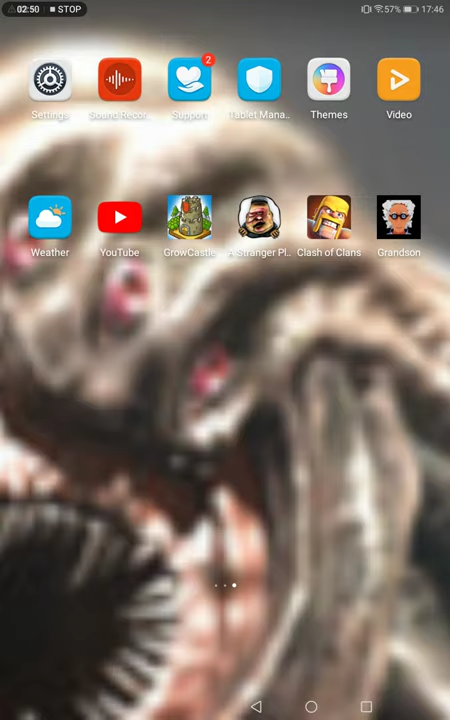 02:50 STOP 57% 17:46
2
Settings Sound Recor.. Support Tablet Mana.. Themes Video
Weather YouTube GrowCastle A Stranger Pl.. Clash of Clans Grandson